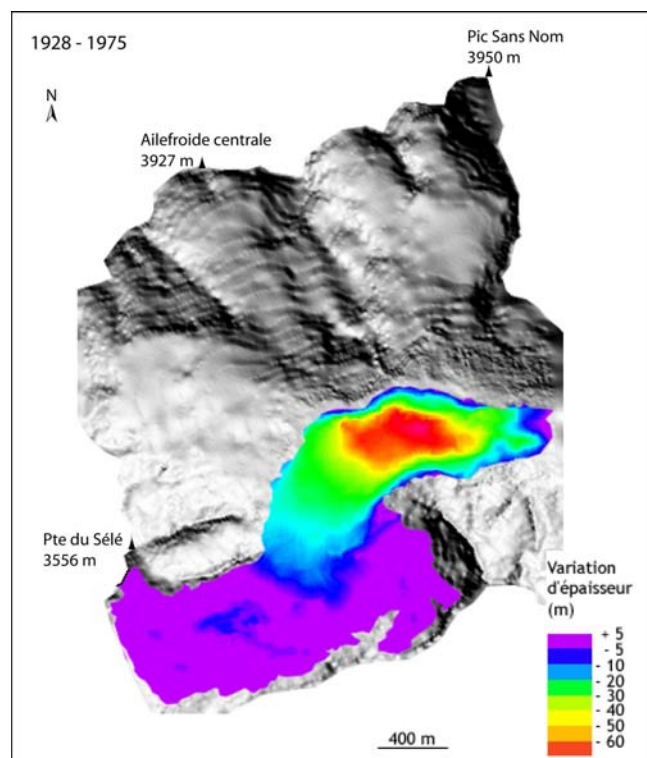 1928 - 1975
Pic Sans Nom
3950 m
N
Ailefroide centrale
3927 m
Pte du Sélé
3556 m
Variation
d'épaisseur
(m)
+ 5
- 5
- 10
- 20
- 30
- 40
- 50
- 60
400 m